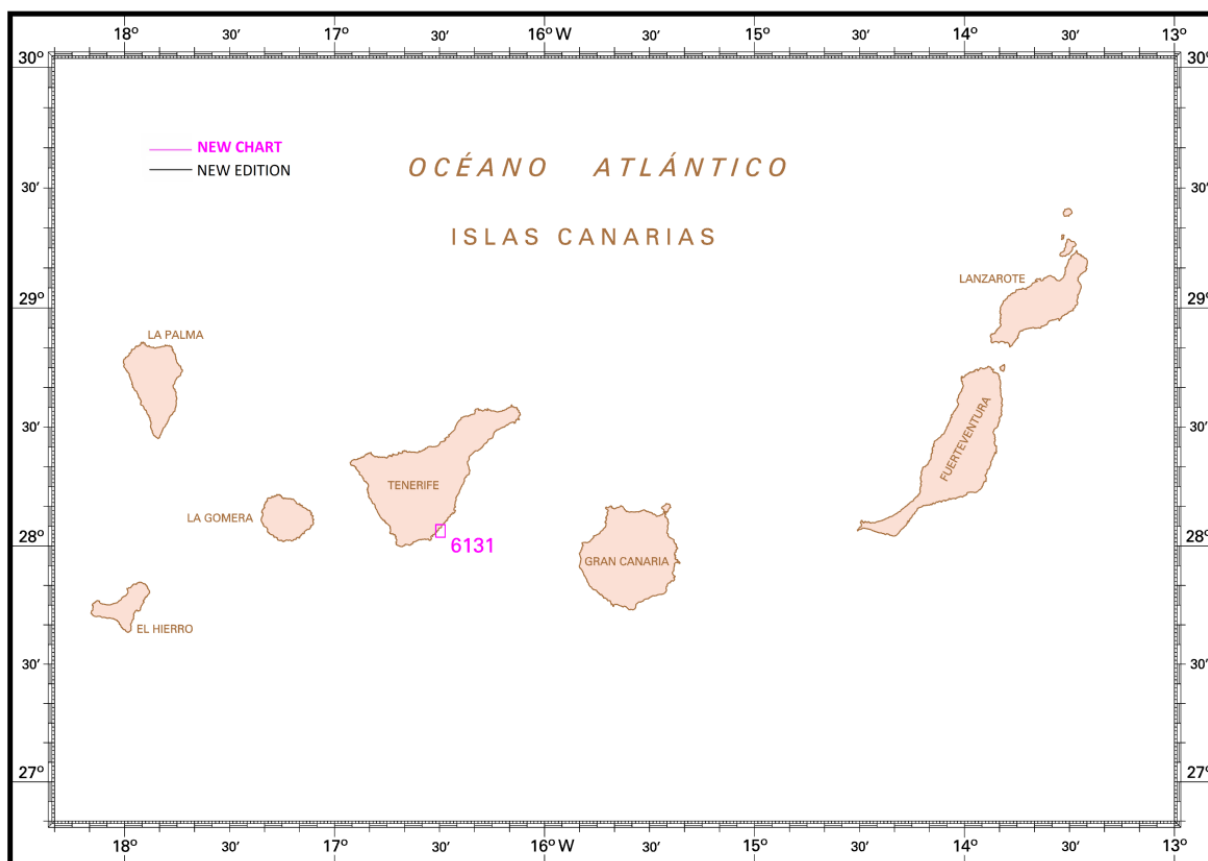 18° 30′ 17° 30′ 16° W 30′ 15° 30′ 14° 30′ 13°
30° 30°
NEW CHART
NEW EDITION
OCÉANO ATLÁNTICO
30′ 30′
ISLAS CANARIAS
LANZAROTE
29° 29°
LA PALMA
30′ 30′
FUERTEVENTURA
TENERIFE
LA GOMERA
6131
28° 28°
GRAN CANARIA
EL HIERRO
30′ 30′
27° 27°
18° 30′ 17° 30′ 16° W 30′ 15° 30′ 14° 30′ 13°